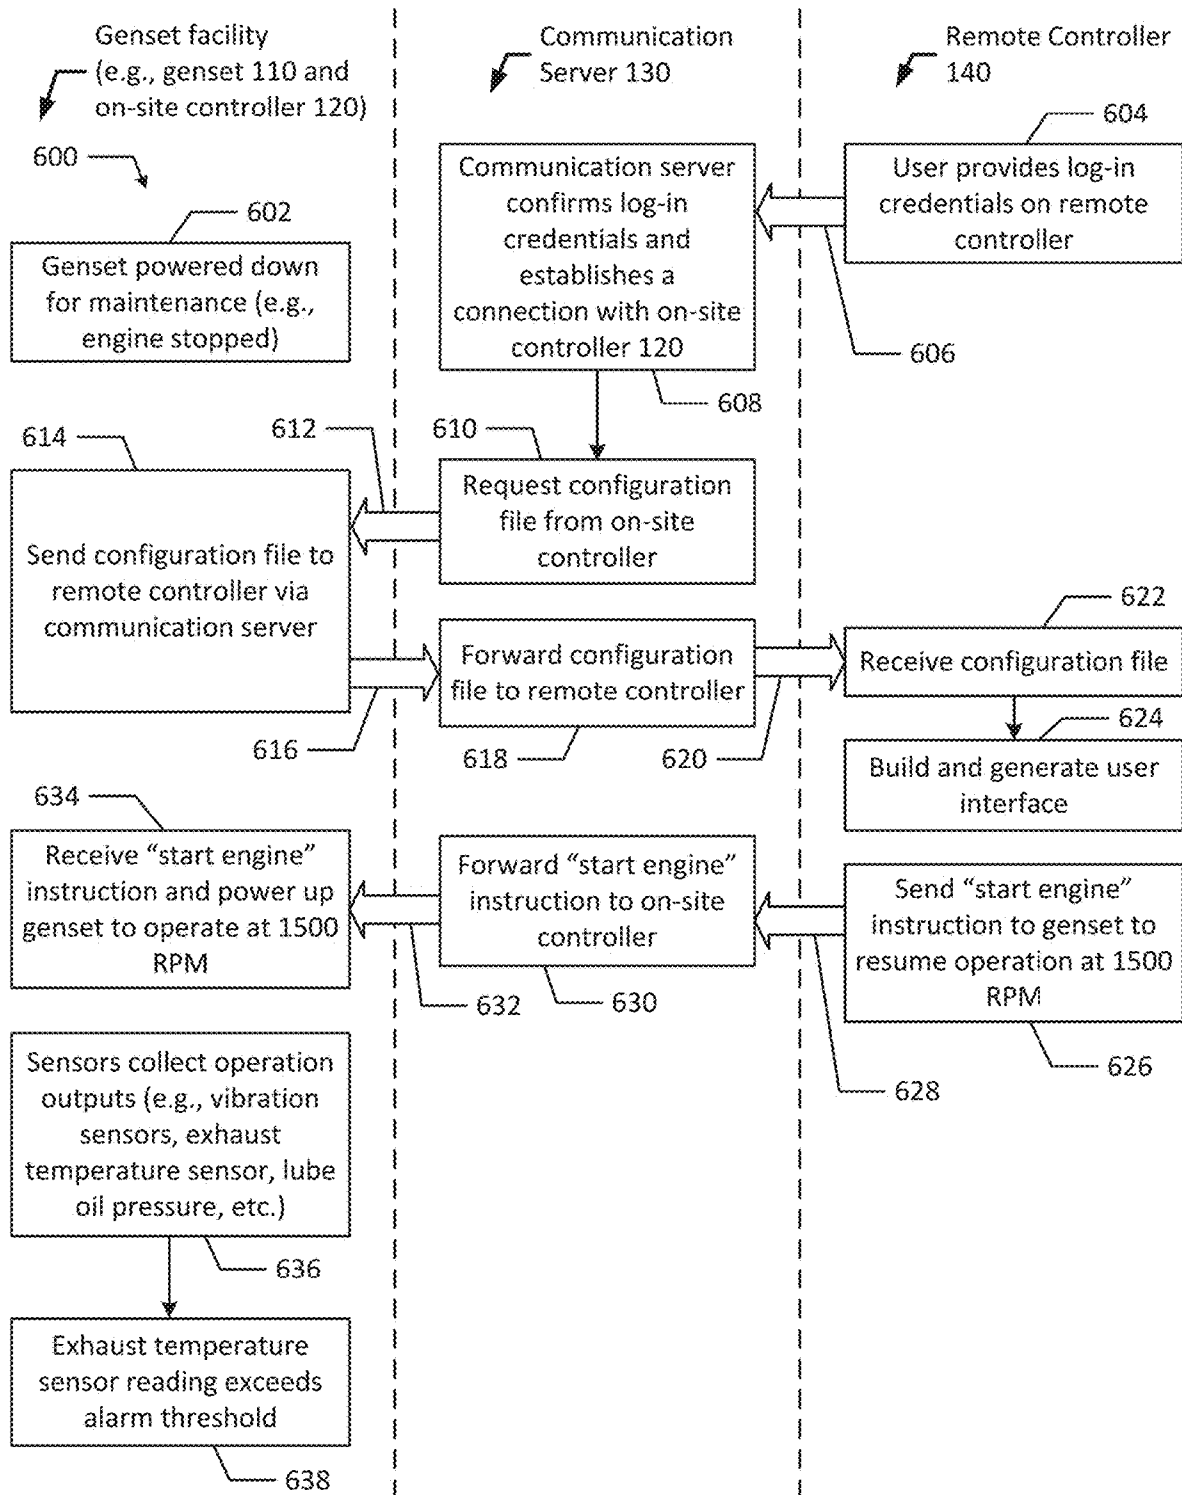 Genset facility
(e.g., genset 110 and
on-site controller 120)
Communication
Server 130
Remote Controller
140
600
602
Genset powered down
for maintenance (e.g.,
engine stopped)
Communication server
confirms log-in
credentials and
establishes a
connection with on-site
controller 120
604
User provides log-in
credentials on remote
controller
606
608
614
612
610
Send configuration file to
remote controller via
communication server
Request configuration
file from on-site
controller
622
Forward configuration
file to remote controller
Receive configuration file
616
618
620
624
Build and generate user
interface
634
Receive “start engine”
instruction and power up
genset to operate at 1500
RPM
Forward “start engine”
instruction to on-site
controller
Send “start engine”
instruction to genset to
resume operation at 1500
RPM
632
630
628
626
Sensors collect operation
outputs (e.g., vibration
sensors, exhaust
temperature sensor, lube
oil pressure, etc.)
636
Exhaust temperature
sensor reading exceeds
alarm threshold
638